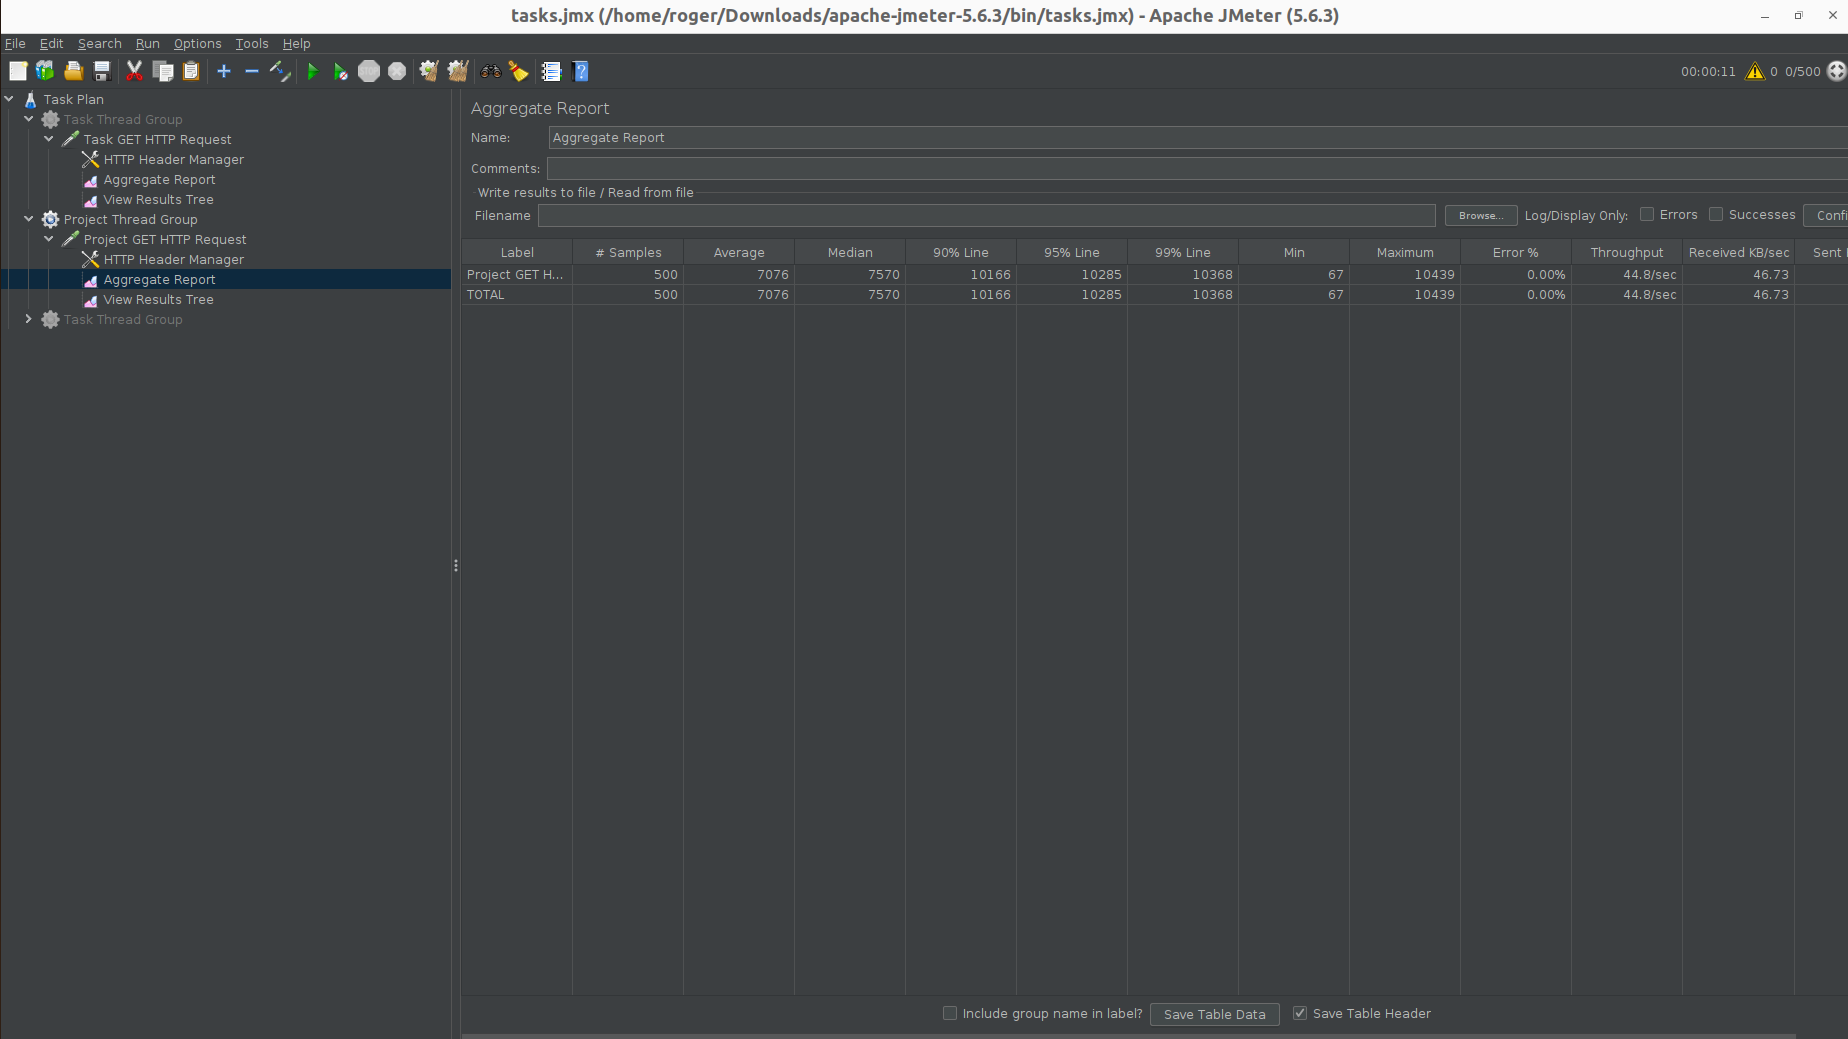 tasks.jmx (/home/roger/Downloads/apache-jmeter-5.6.3/bin/tasks.jmx) - Apache JMeter (5.6.3)
File Edit Search Run Options Tools Help
00:00:11 0 0/500
Task Plan
Task Thread Group
Task GET HTTP Request
HTTP Header Manager
Aggregate Report
View Results Tree
Project Thread Group
Project GET HTTP Request
HTTP Header Manager
Aggregate Report
View Results Tree
Task Thread Group
Aggregate Report
Name: Aggregate Report
Comments:
Write results to file / Read from file
Filename Browse... Log/Display Only: Errors Successes Confi
Label # Samples Average Median 90% Line 95% Line 99% Line Min Maximum Error % Throughput Received KB/sec Sent
Project GET H... 500 7076 7570 10166 10285 10368 67 10439 0.00% 44.8/sec 46.73
TOTAL 500 7076 7570 10166 10285 10368 67 10439 0.00% 44.8/sec 46.73
Include group name in label? Save Table Data Save Table Header